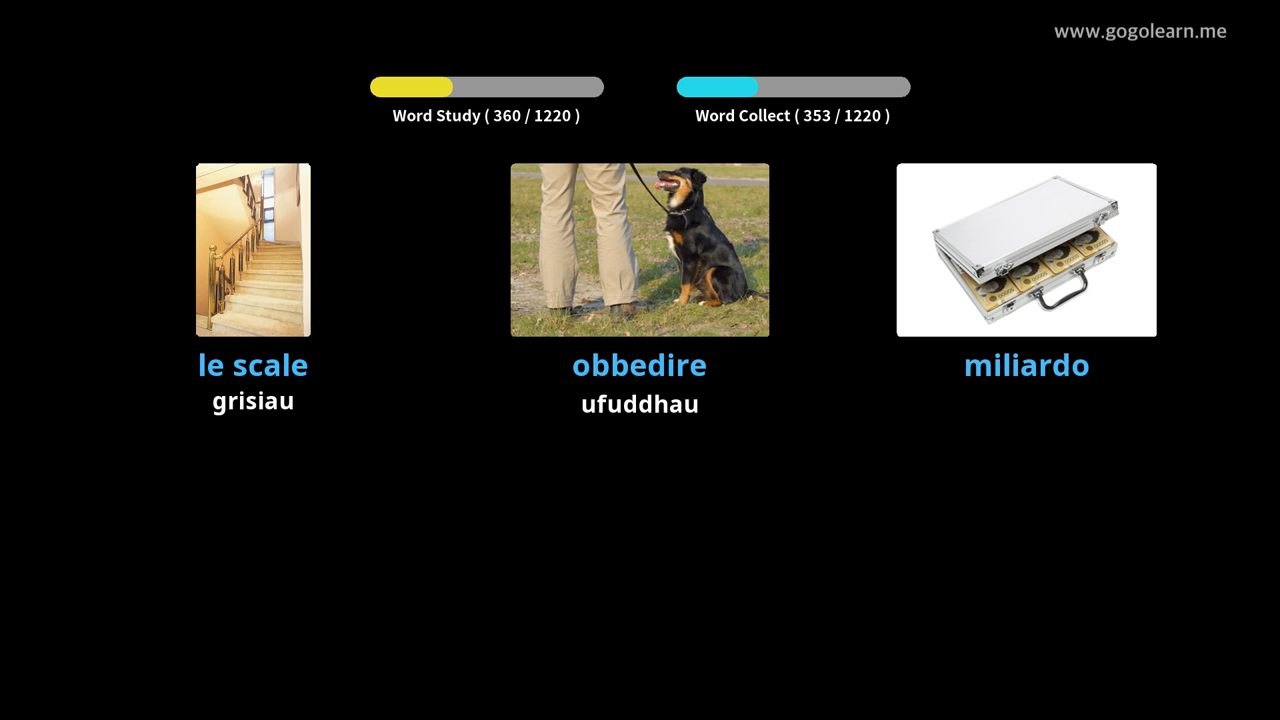 www.gogolearn.me
Word Study ( 360 / 1220 )
Word Collect ( 353 / 1220 )
le scale
grisiau
obbedire
ufuddhau
miliardo